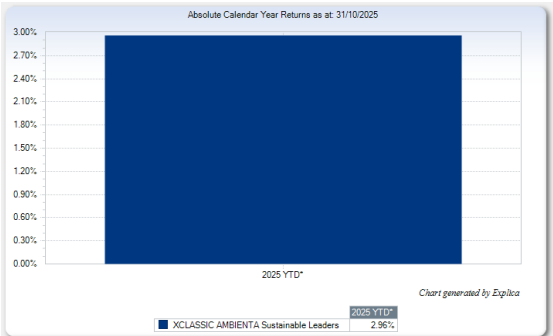 Absolute Calendar Year Returns as at: 31/10/2025
3.00%
2.70%
2.40%
2.10%
1.80%
1.50%
1.20%
0.90%
0.60%
0.30%
0.00%
2025 YTD*
Chart generated by Explica
2025 YTD*
XCLASSIC AMBIENTA Sustainable Leaders 2.96%